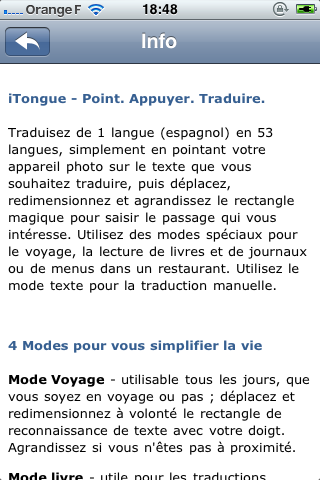 Orange F 18:48
Info
iTongue - Point. Appuyer. Traduire.
Traduisez de 1 langue (espagnol) en 53
langues, simplement en pointant votre
appareil photo sur le texte que vous
souhaitez traduire, puis déplacez,
redimensionnez et agrandissez le rectangle
magique pour saisir le passage qui vous
intéresse. Utilisez des modes spéciaux pour
le voyage, la lecture de livres et de journaux
ou de menus dans un restaurant. Utilisez le
mode texte pour la traduction manuelle.
4 Modes pour vous simplifier la vie
Mode Voyage - utilisable tous les jours, que
vous soyez en voyage ou pas ; déplacez et
redimensionnez à volonté le rectangle de
reconnaissance de texte avec votre doigt.
Agrandissez si vous n'êtes pas à proximité.
Mode livre - utile pour les traductions